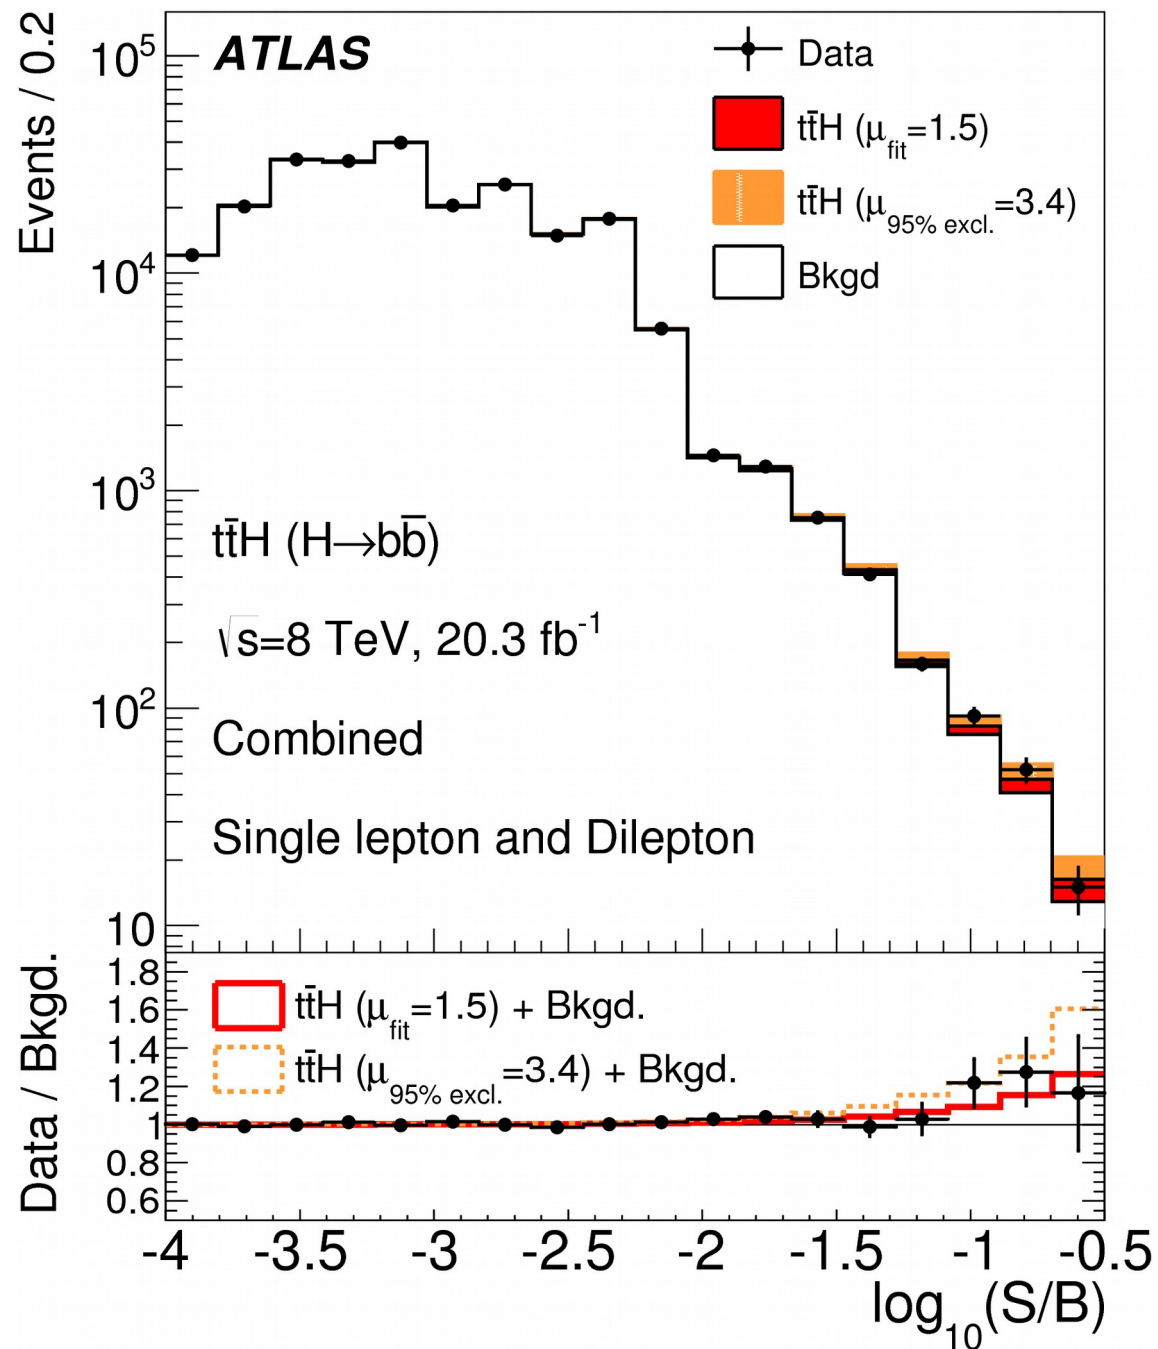 ATLAS
Data
tt̄H (μfit=1.5)
tt̄H (μ95% excl.=3.4)
Bkgd
Events / 0.2
10⁵
10⁴
10³
10²
10
tt̄H (H→bb̄)
√s=8 TeV, 20.3 fb⁻¹
Combined
Single lepton and Dilepton
Data / Bkgd.
1.8
1.6
1.4
1.2
1
0.8
0.6
tt̄H (μfit=1.5) + Bkgd.
tt̄H (μ95% excl.=3.4) + Bkgd.
-4 -3.5 -3 -2.5 -2 -1.5 -1 -0.5
log₁₀(S/B)